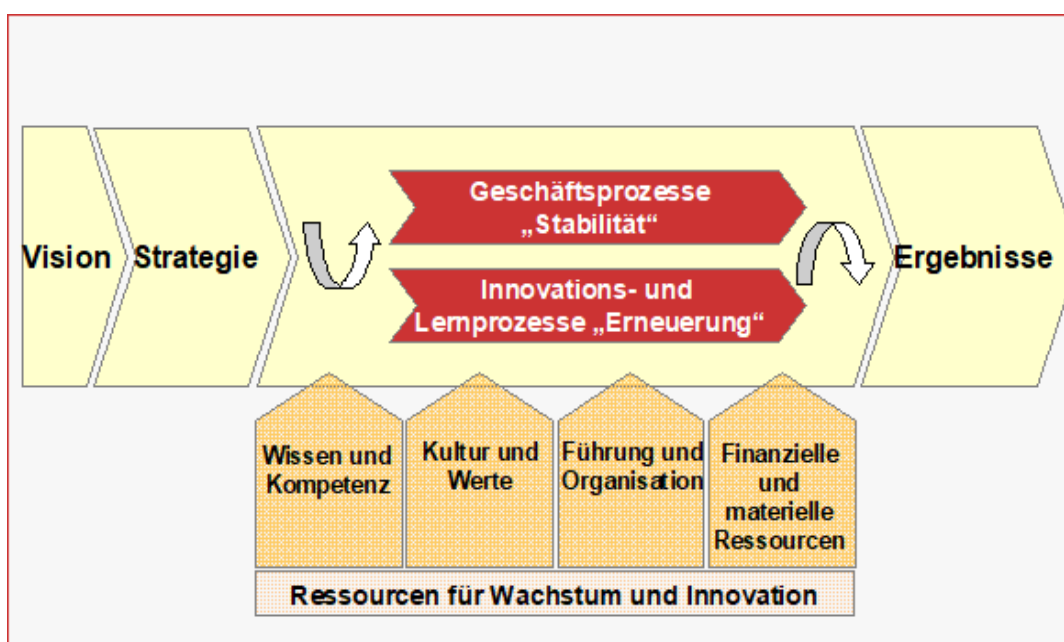 Vision
Strategie
Geschäftsprozesse
„Stabilität“
Innovations- und
Lernprozesse „Erneuerung“
Ergebnisse
Wissen und
Kompetenz
Kultur und
Werte
Führung und
Organisation
Finanzielle
und
materielle
Ressourcen
Ressourcen für Wachstum und Innovation